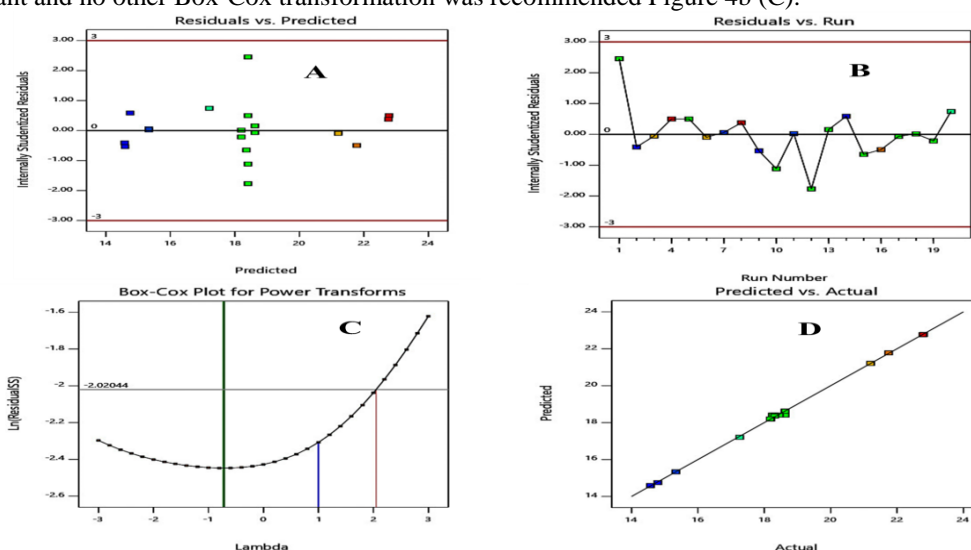 ant and no other Box-Cox transformation was recommended Figure 4b (C).
Residuals vs. Predicted
Internally Studentized Residuals
3.00
2.00
1.00
0.00
-1.00
-2.00
-3.00
3
0
-3
A
14 16 18 20 22 24
Predicted
Residuals vs. Run
Internally Studentized Residuals
3.00
2.00
1.00
0.00
-1.00
-2.00
-3.00
3
0
-3
B
1 4 7 10 13 16 19
Run Number
Box-Cox Plot for Power Transforms
Ln(ResidualSS)
-1.6
-1.8
-2
-2.2
-2.4
-2.6
-2.02044
C
-3 -2 -1 0 1 2 3
Lambda
Predicted vs. Actual
Predicted
24
22
20
18
16
14
D
14 16 18 20 22 24
Actual